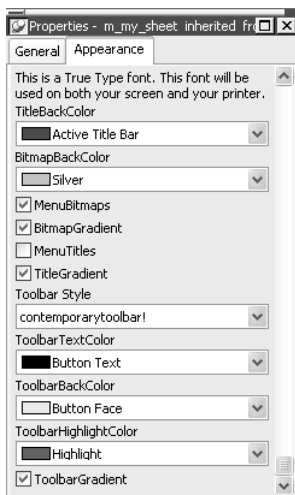 Properties - m_my_sheet inherited fro
General
Appearance
This is a True Type font. This font will be
used on both your screen and your printer.
TitleBackColor
Active Title Bar
BitmapBackColor
Silver
MenuBitmaps
BitmapGradient
MenuTitles
TitleGradient
Toolbar Style
contemporarytoolbar!
ToolbarTextColor
Button Text
ToolbarBackColor
Button Face
ToolbarHighlightColor
Highlight
ToolbarGradient